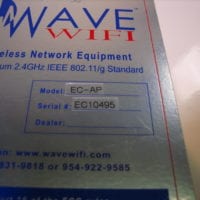 WAVE
WIFI
eless Network Equipment
um 2.4GHz IEEE 802.11/g Standard
Model: EC-AP
Serial #: EC10495
Dealer:
www.wavewifi.com
831-9818 or 954-922-9585